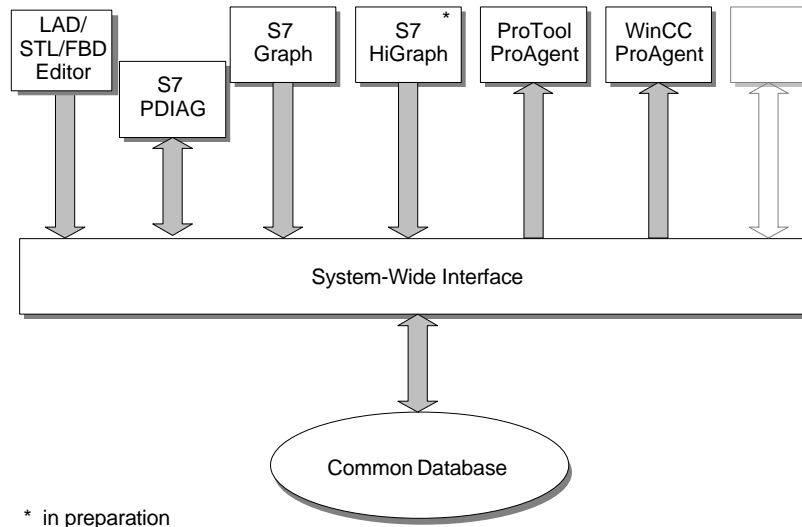 LAD/
STL/FBD
Editor
S7
PDIAG
S7
Graph
S7 *
HiGraph
ProTool
ProAgent
WinCC
ProAgent
System-Wide Interface
Common Database
* in preparation